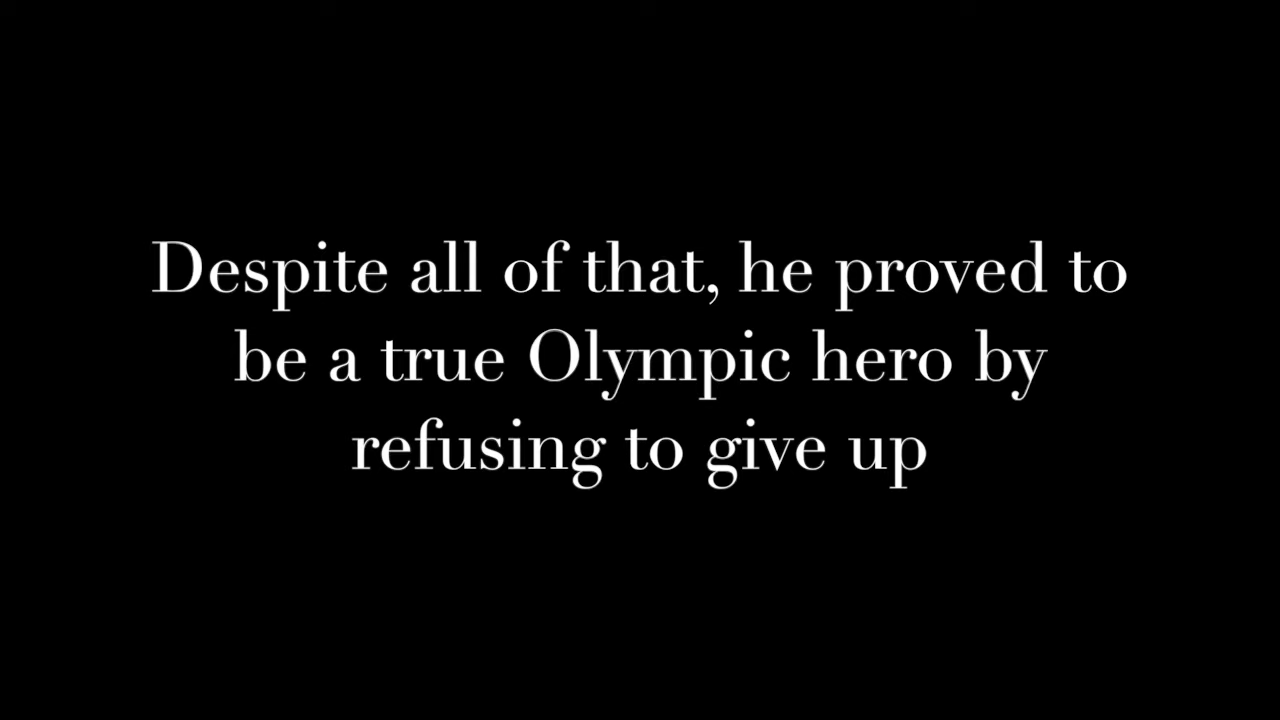 Despite all of that, he proved to
be a true Olympic hero by
refusing to give up